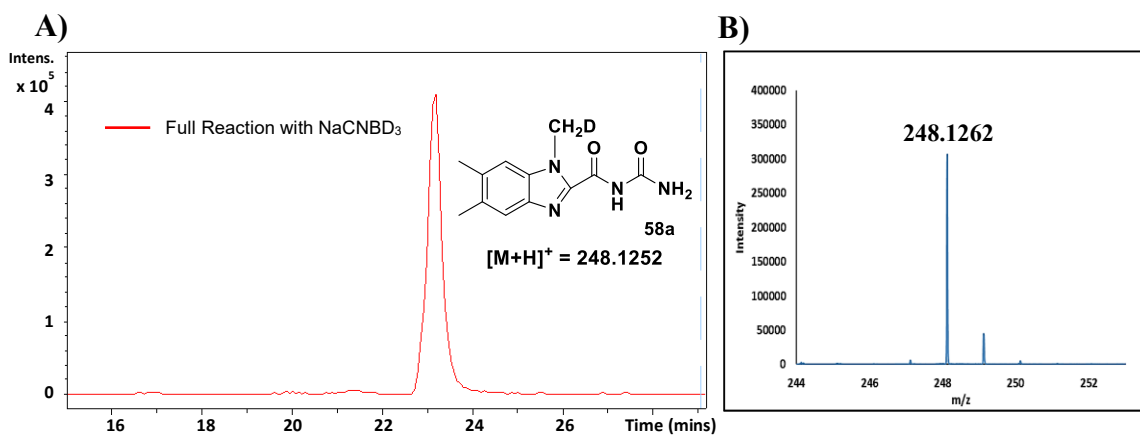 A)
Intens.
x 10⁵
4
3
2
1
0
16
18
20
22
24
26
Time (mins)
Full Reaction with NaCNBD₃
CH₂D
O
O
N
N
N
H
NH₂
58a
[M+H]⁺ = 248.1252
B)
400000
350000
300000
250000
200000
150000
100000
50000
0
Intensity
248.1262
244
246
248
250
252
m/z